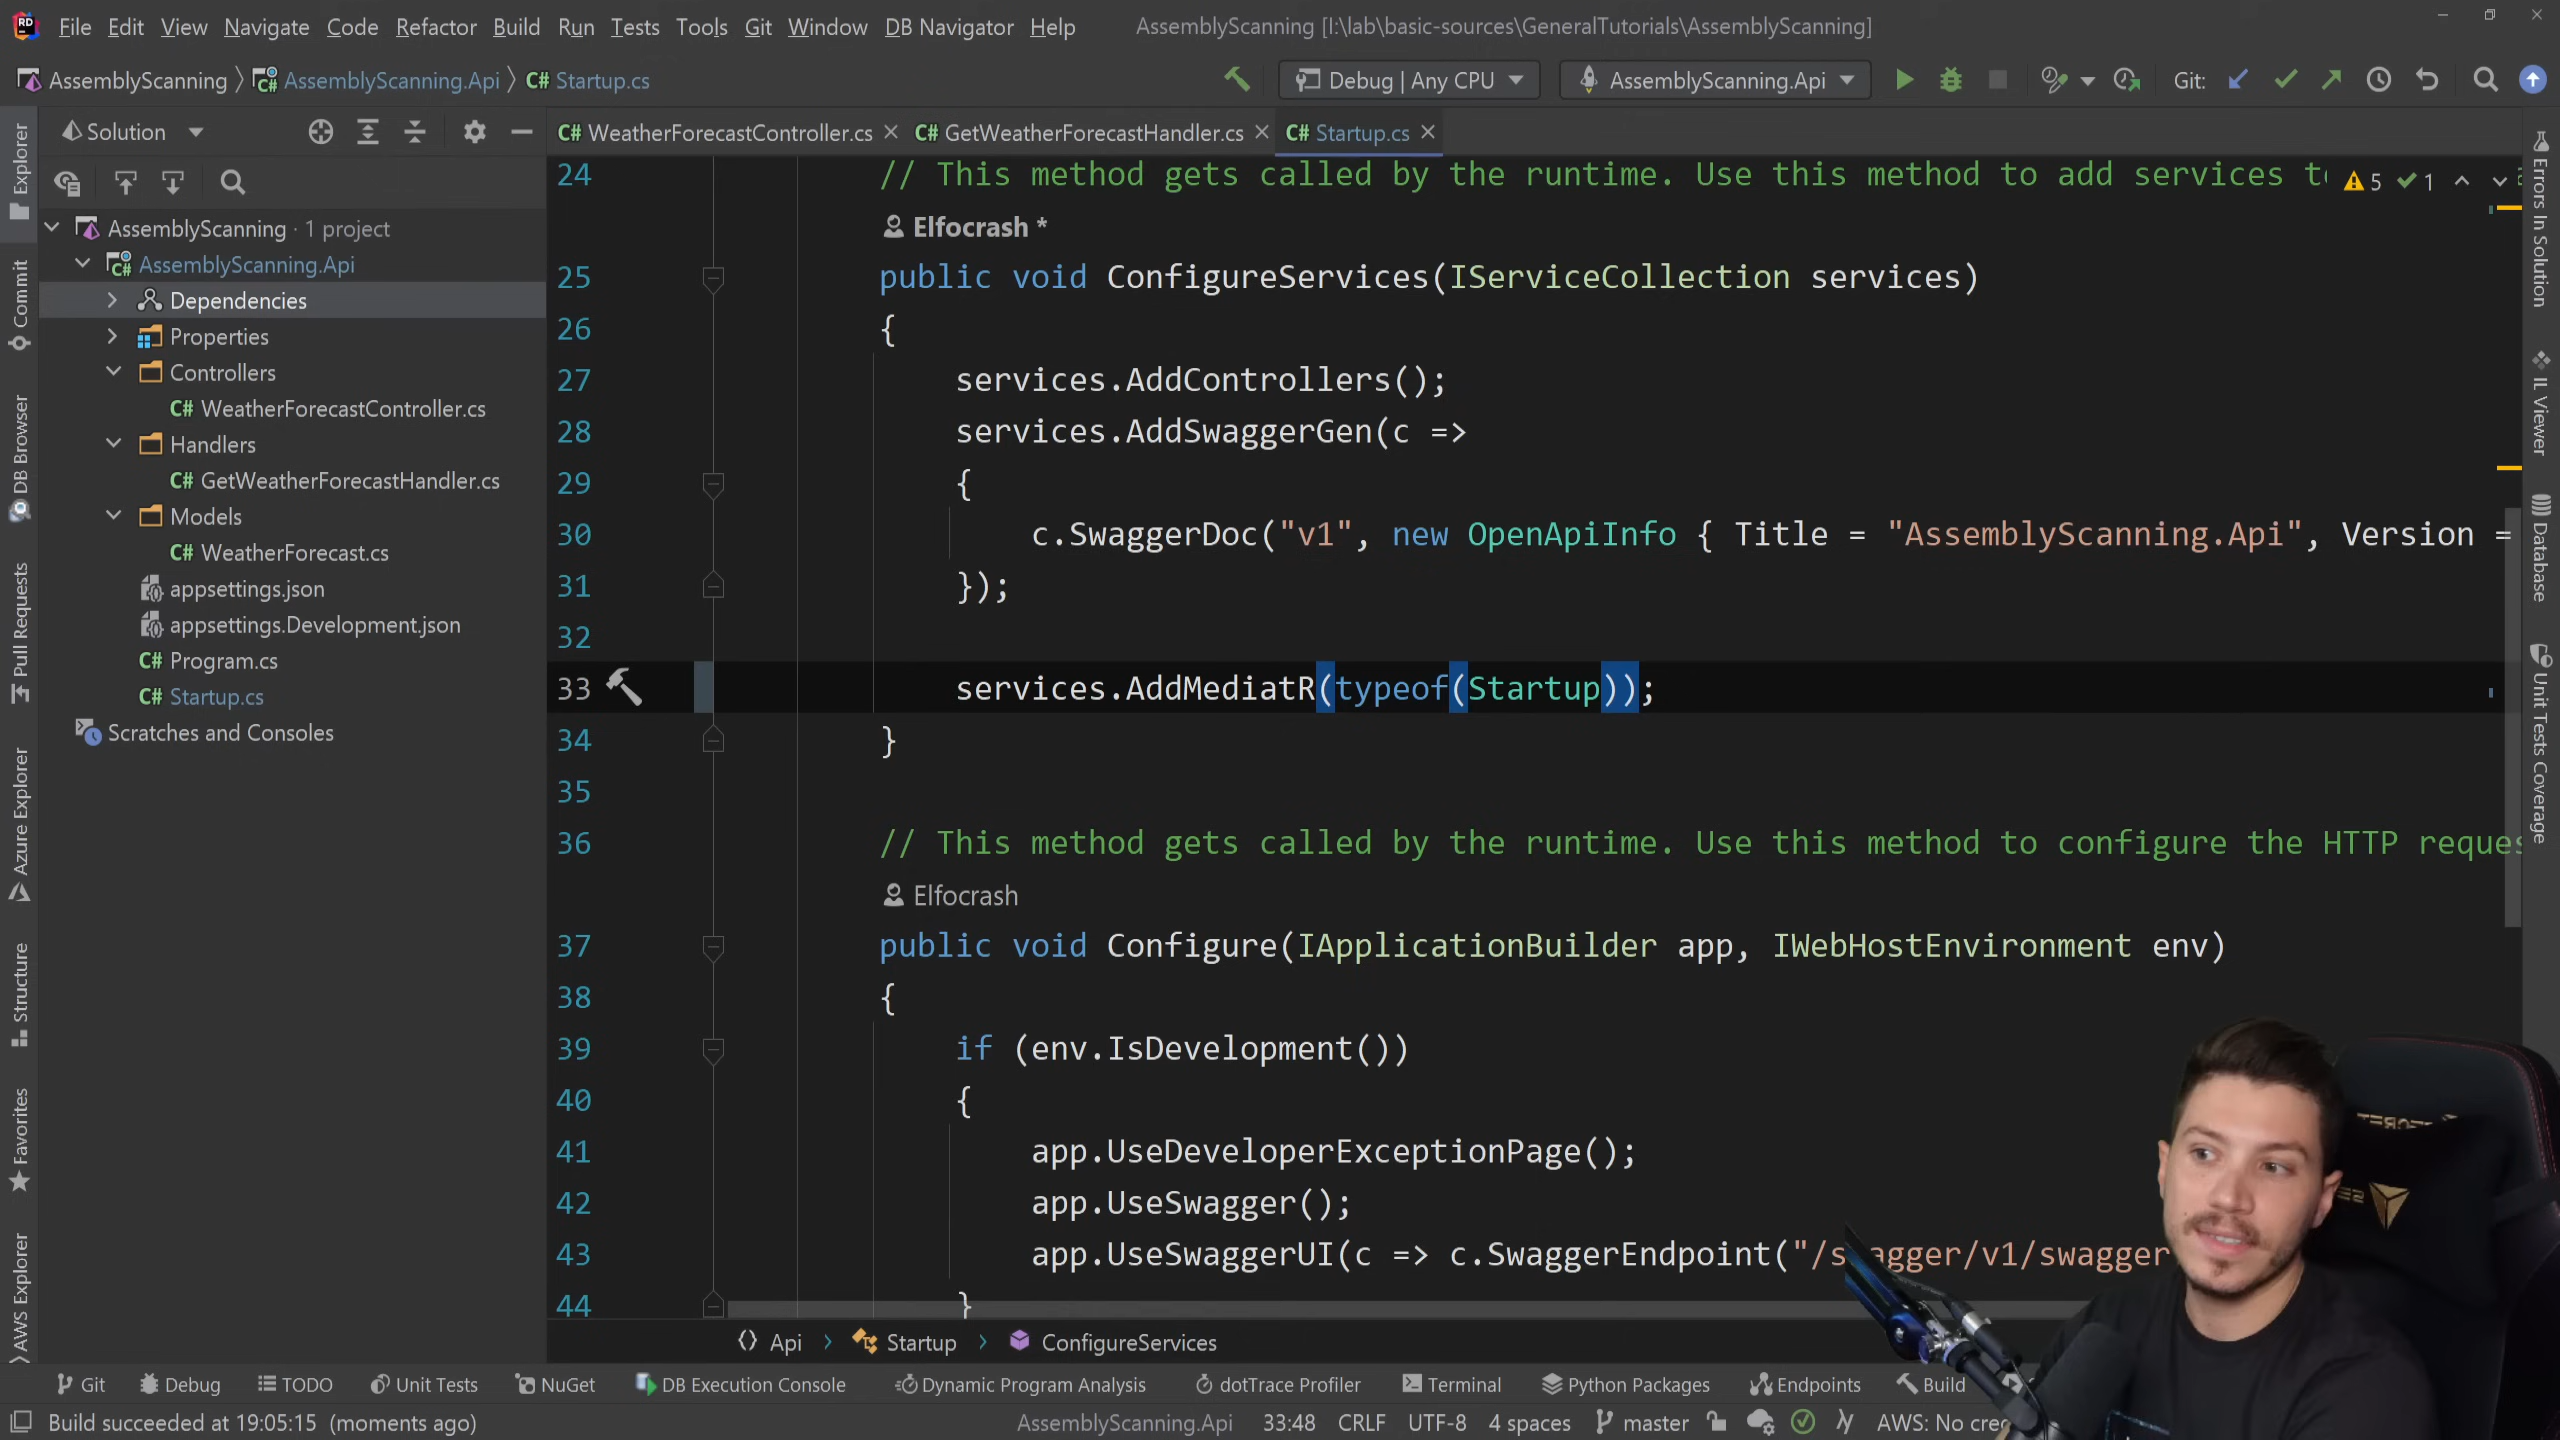 File Edit View Navigate Code Refactor Build Run Tests Tools Git Window DB Navigator Help AssemblyScanning [I:\lab\basic-sources\GeneralTutorials\AssemblyScanning]
AssemblyScanning AssemblyScanning.Api C# Startup.cs Debug | Any CPU AssemblyScanning.Api Git:
Solution
C# WeatherForecastController.cs C# GetWeatherForecastHandler.cs C# Startup.cs
AssemblyScanning · 1 project
AssemblyScanning.Api
Dependencies
Properties
Controllers
C# WeatherForecastController.cs
Handlers
C# GetWeatherForecastHandler.cs
Models
C# WeatherForecast.cs
appsettings.json
appsettings.Development.json
C# Program.cs
C# Startup.cs
Scratches and Consoles
Explorer
Commit
DB Browser
Pull Requests
Azure Explorer
Structure
Favorites
AWS Explorer
24 // This method gets called by the runtime. Use this method to add services 5 1
Elfocrash *
25 public void ConfigureServices(IServiceCollection services)
26 {
27 services.AddControllers();
28 services.AddSwaggerGen(c =>
29 {
30 c.SwaggerDoc("v1", new OpenApiInfo { Title = "AssemblyScanning.Api", Version =
31 });
32
33 services.AddMediatR(typeof(Startup));
34 }
35
36 // This method gets called by the runtime. Use this method to configure the HTTP reques
Elfocrash
37 public void Configure(IApplicationBuilder app, IWebHostEnvironment env)
38 {
39 if (env.IsDevelopment())
40 {
41 app.UseDeveloperExceptionPage();
42 app.UseSwagger();
43 app.UseSwaggerUI(c => c.SwaggerEndpoint("/swagger/v1/swagger
44 }
Errors In Solution
IL Viewer
Database
Unit Tests Coverage
Api Startup ConfigureServices
Git Debug TODO Unit Tests NuGet DB Execution Console Dynamic Program Analysis dotTrace Profiler Terminal Python Packages Endpoints Build
Build succeeded at 19:05:15 (moments ago) AssemblyScanning.Api 33:48 CRLF UTF-8 4 spaces master AWS: No cre